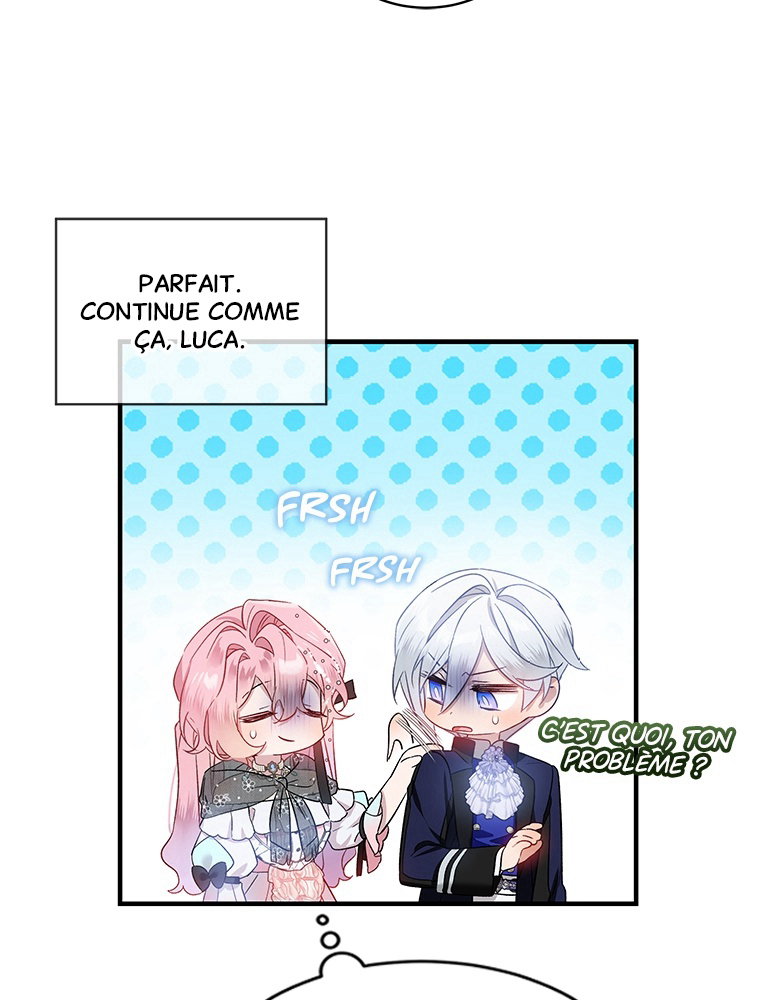 PARFAIT.
CONTINUE COMME
ÇA, LUCA.
FRSH
FRSH
C'EST QUOI, TON
PROBLÈME ?